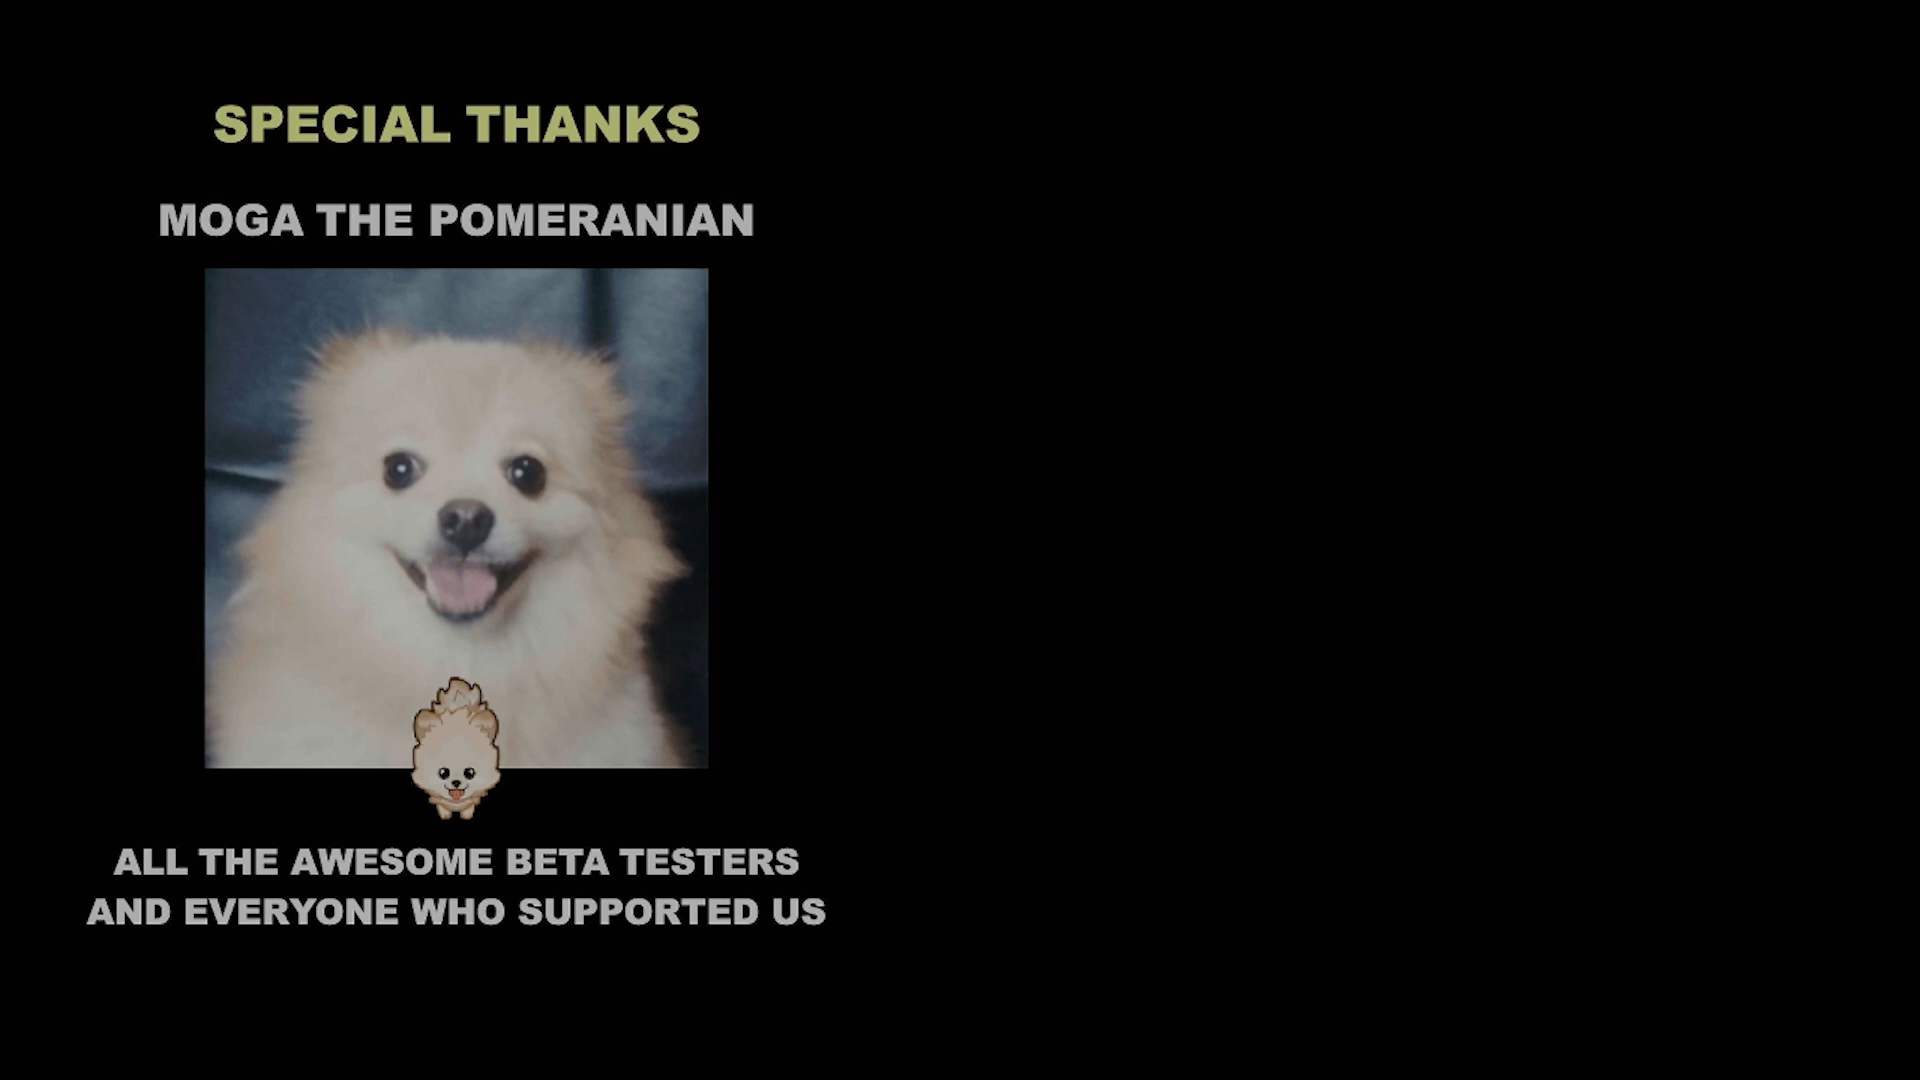 SPECIAL THANKS
MOGA THE POMERANIAN
ALL THE AWESOME BETA TESTERS
AND EVERYONE WHO SUPPORTED US